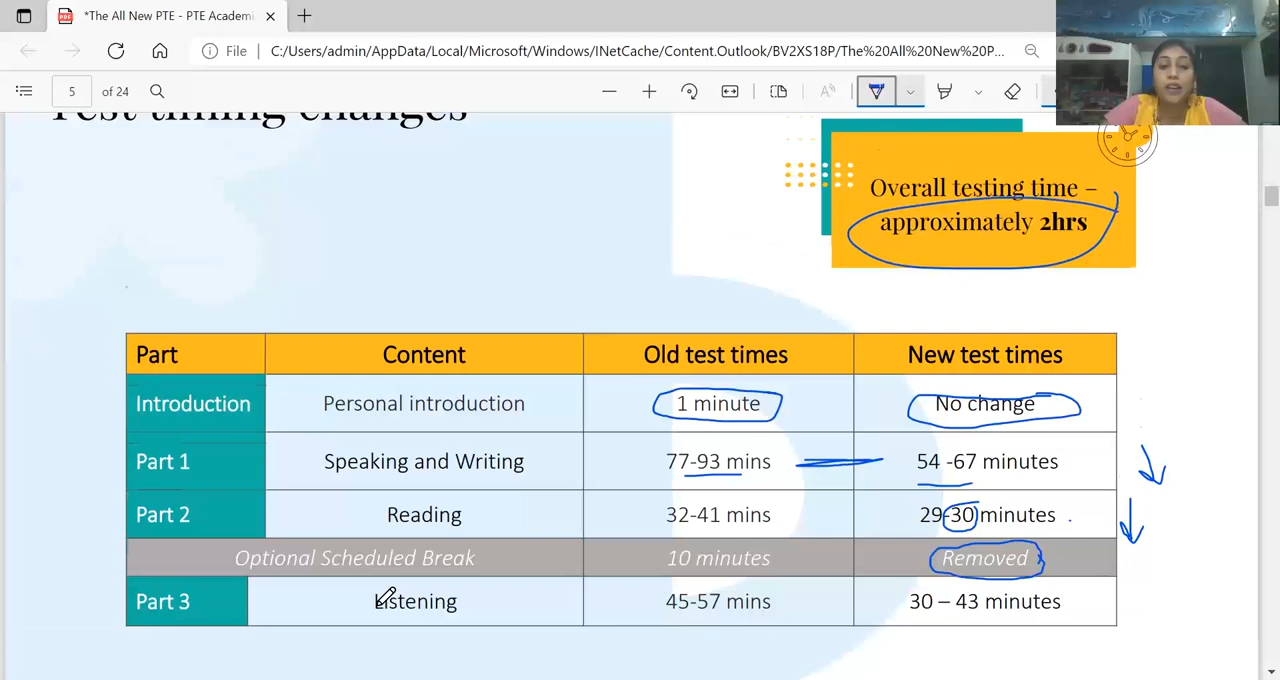 *The All New PTE - PTE Academi
File
C:/Users/admin/AppData/Local/Microsoft/Windows/INetCache/Content.Outlook/BV2XS18P/The%20All%20New%20P...
5 of 24
Test timing changes
Overall testing time –
approximately 2hrs
Part Content Old test times New test times
Introduction Personal introduction 1 minute No change
Part 1 Speaking and Writing 77-93 mins 54 -67 minutes
Part 2 Reading 32-41 mins 29-30 minutes
Optional Scheduled Break 10 minutes Removed
Part 3 Listening 45-57 mins 30 – 43 minutes